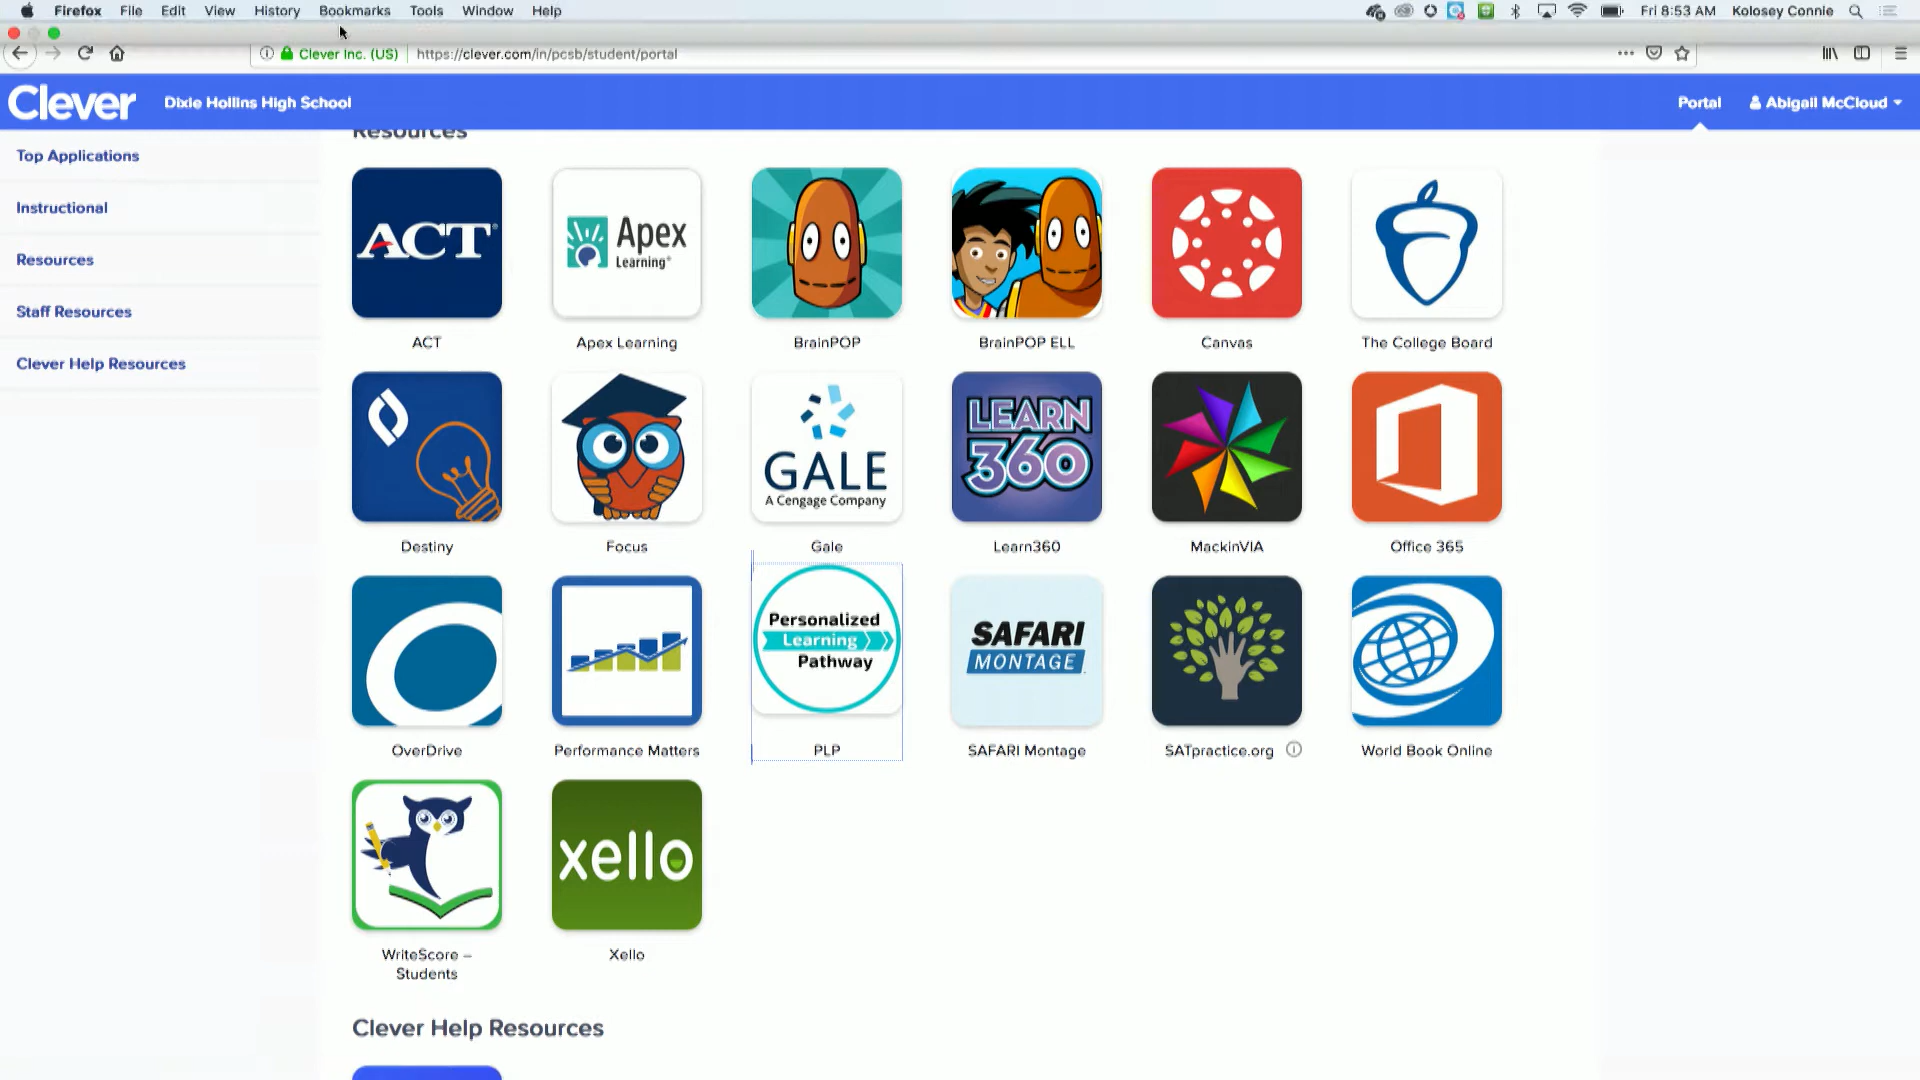 Firefox File Edit View History Bookmarks Tools Window Help Fri 8:53 AM Kolosey Connie
Clever Inc. (US) https://clever.com/in/pcsb/student/portal
Clever Dixie Hollins High School Portal Abigail McCloud
Resources
Top Applications
Instructional
Resources
Staff Resources
Clever Help Resources
ACT
Apex
Learning
ACT Apex Learning BrainPOP BrainPOP ELL Canvas The College Board
GALE
A Cengage Company
LEARN
360
Destiny Focus Gale Learn360 MackinVIA Office 365
Personalized
Learning
Pathway
SAFARI
MONTAGE
OverDrive Performance Matters PLP SAFARI Montage SATpractice.org World Book Online
xello
WriteScore –
Students
Xello
Clever Help Resources